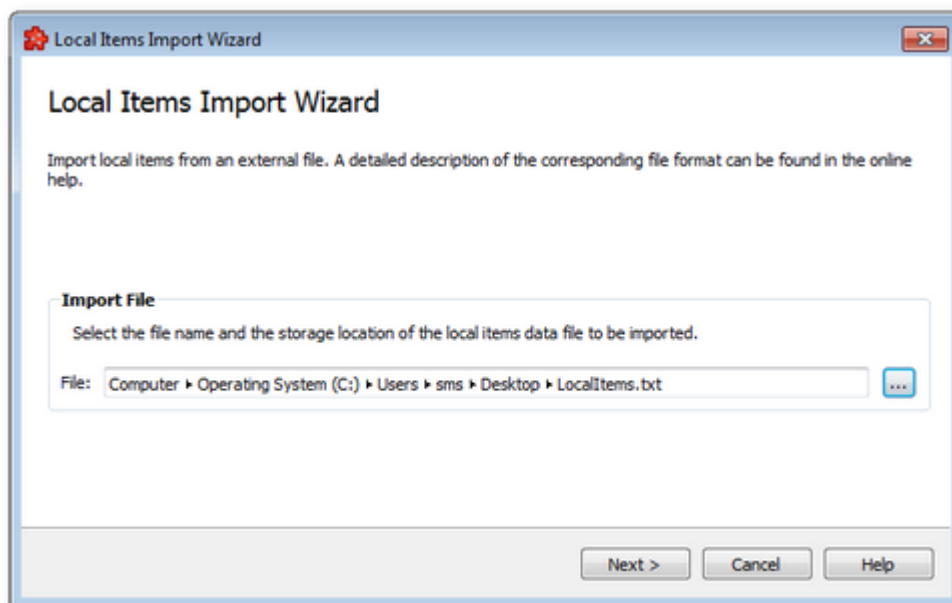 Local Items Import Wizard
Local Items Import Wizard
Import local items from an external file. A detailed description of the corresponding file format can be found in the online
help.
Import File
Select the file name and the storage location of the local items data file to be imported.
File: Computer ▸ Operating System (C:) ▸ Users ▸ sms ▸ Desktop ▸ LocalItems.txt ...
Next > Cancel Help